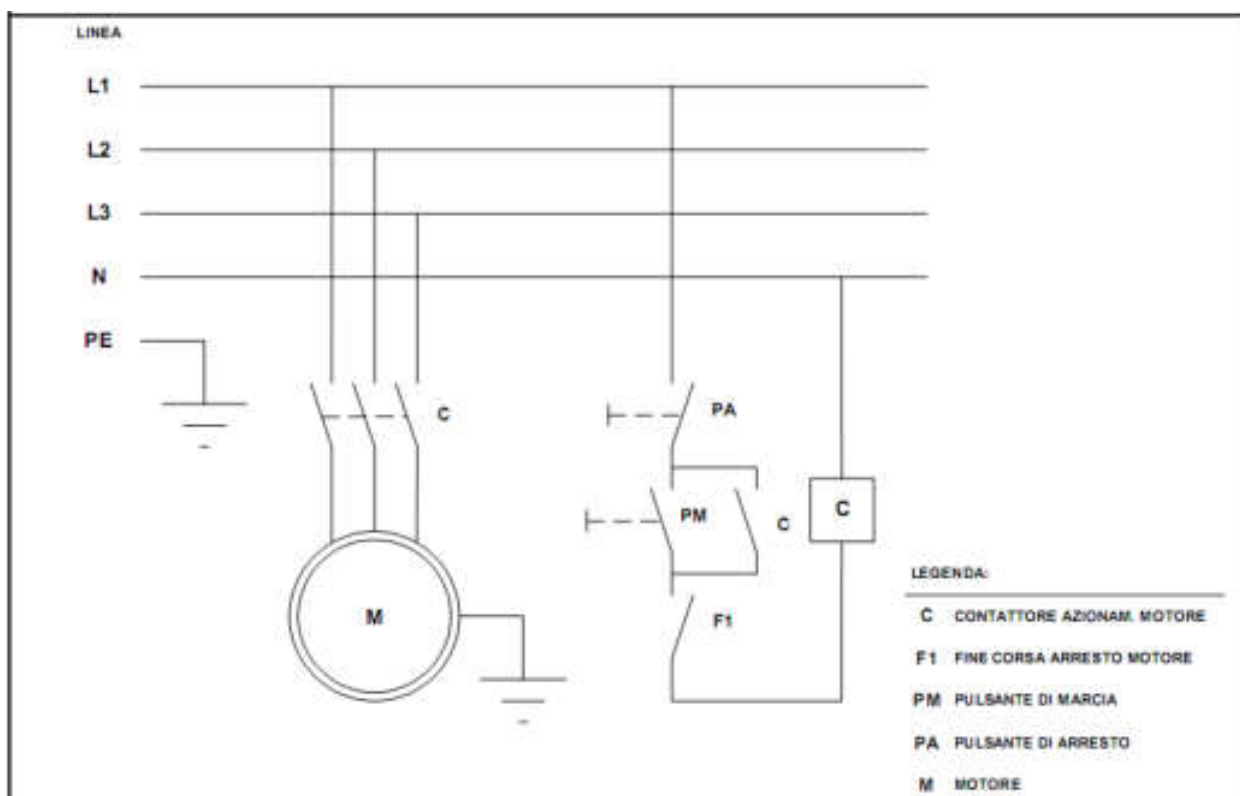 LINEA
L1
L2
L3
N
PE
C
PA
PM
C
C
F1
M
LEGENDA:
C CONTATTORE AZIONAM. MOTORE
F1 FINE CORSA ARRESTO MOTORE
PM PULSANTE DI MARCIA
PA PULSANTE DI ARRESTO
M MOTORE